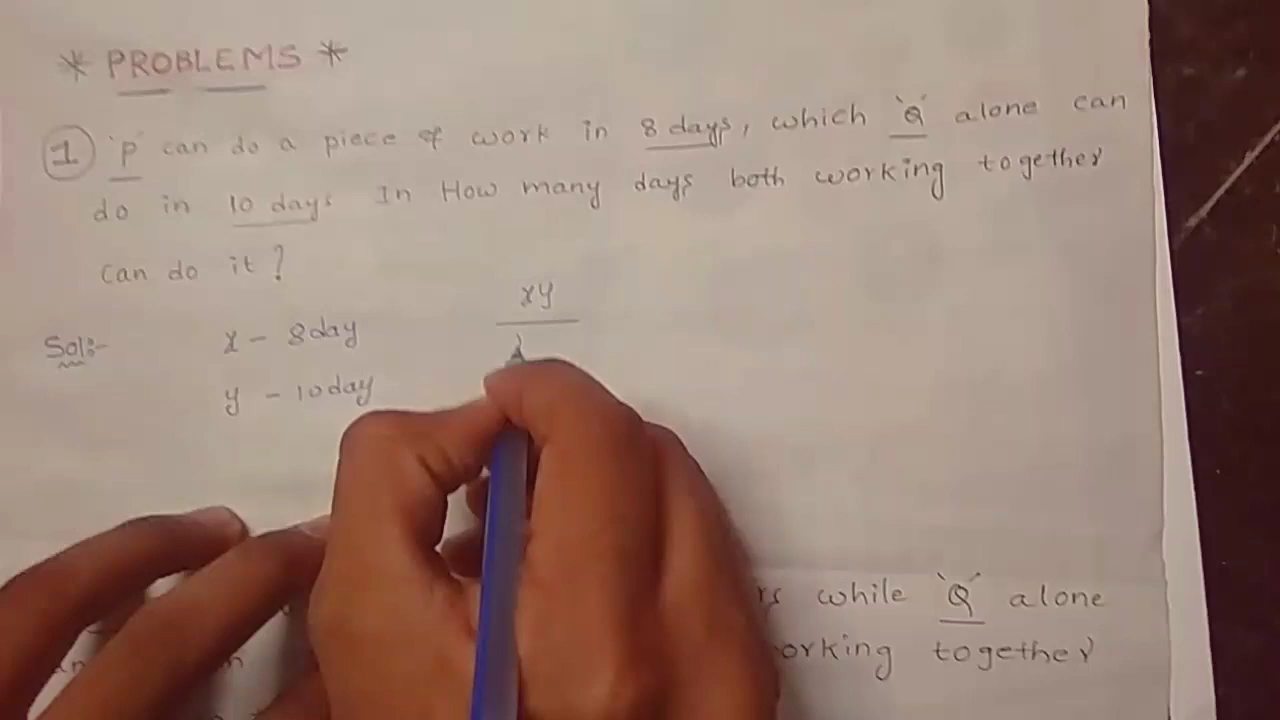 * PROBLEMS *
1 'P' can do a piece of work in 8 days, which 'Q' alone can
do in 10 days In How many days both working together
can do it?
Sol:- x - 8day
y - 10day
xy
while 'Q' alone
working together